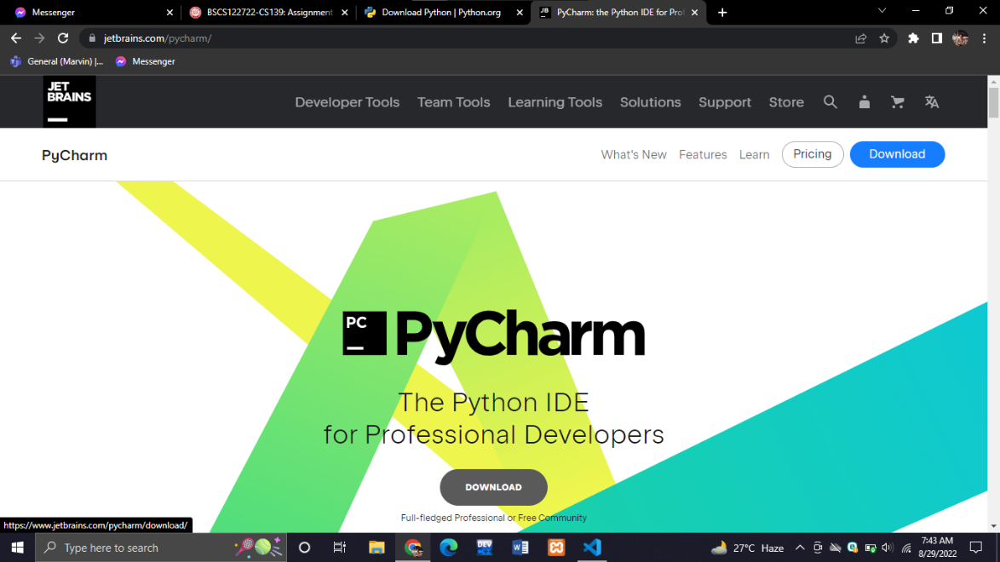 Messenger
BSCS122722-CS139: Assignment
Download Python | Python.org
PyCharm: the Python IDE for Prof
jetbrains.com/pycharm/
General (Marvin) |...
Messenger
JET
BRAINS
Developer Tools
Team Tools
Learning Tools
Solutions
Support
Store
PyCharm
What's New
Features
Learn
Pricing
Download
PC
PyCharm
The Python IDE
for Professional Developers
DOWNLOAD
Full-fledged Professional or Free Community
https://www.jetbrains.com/pycharm/download/
Type here to search
27°C Haze
7:43 AM
8/29/2022